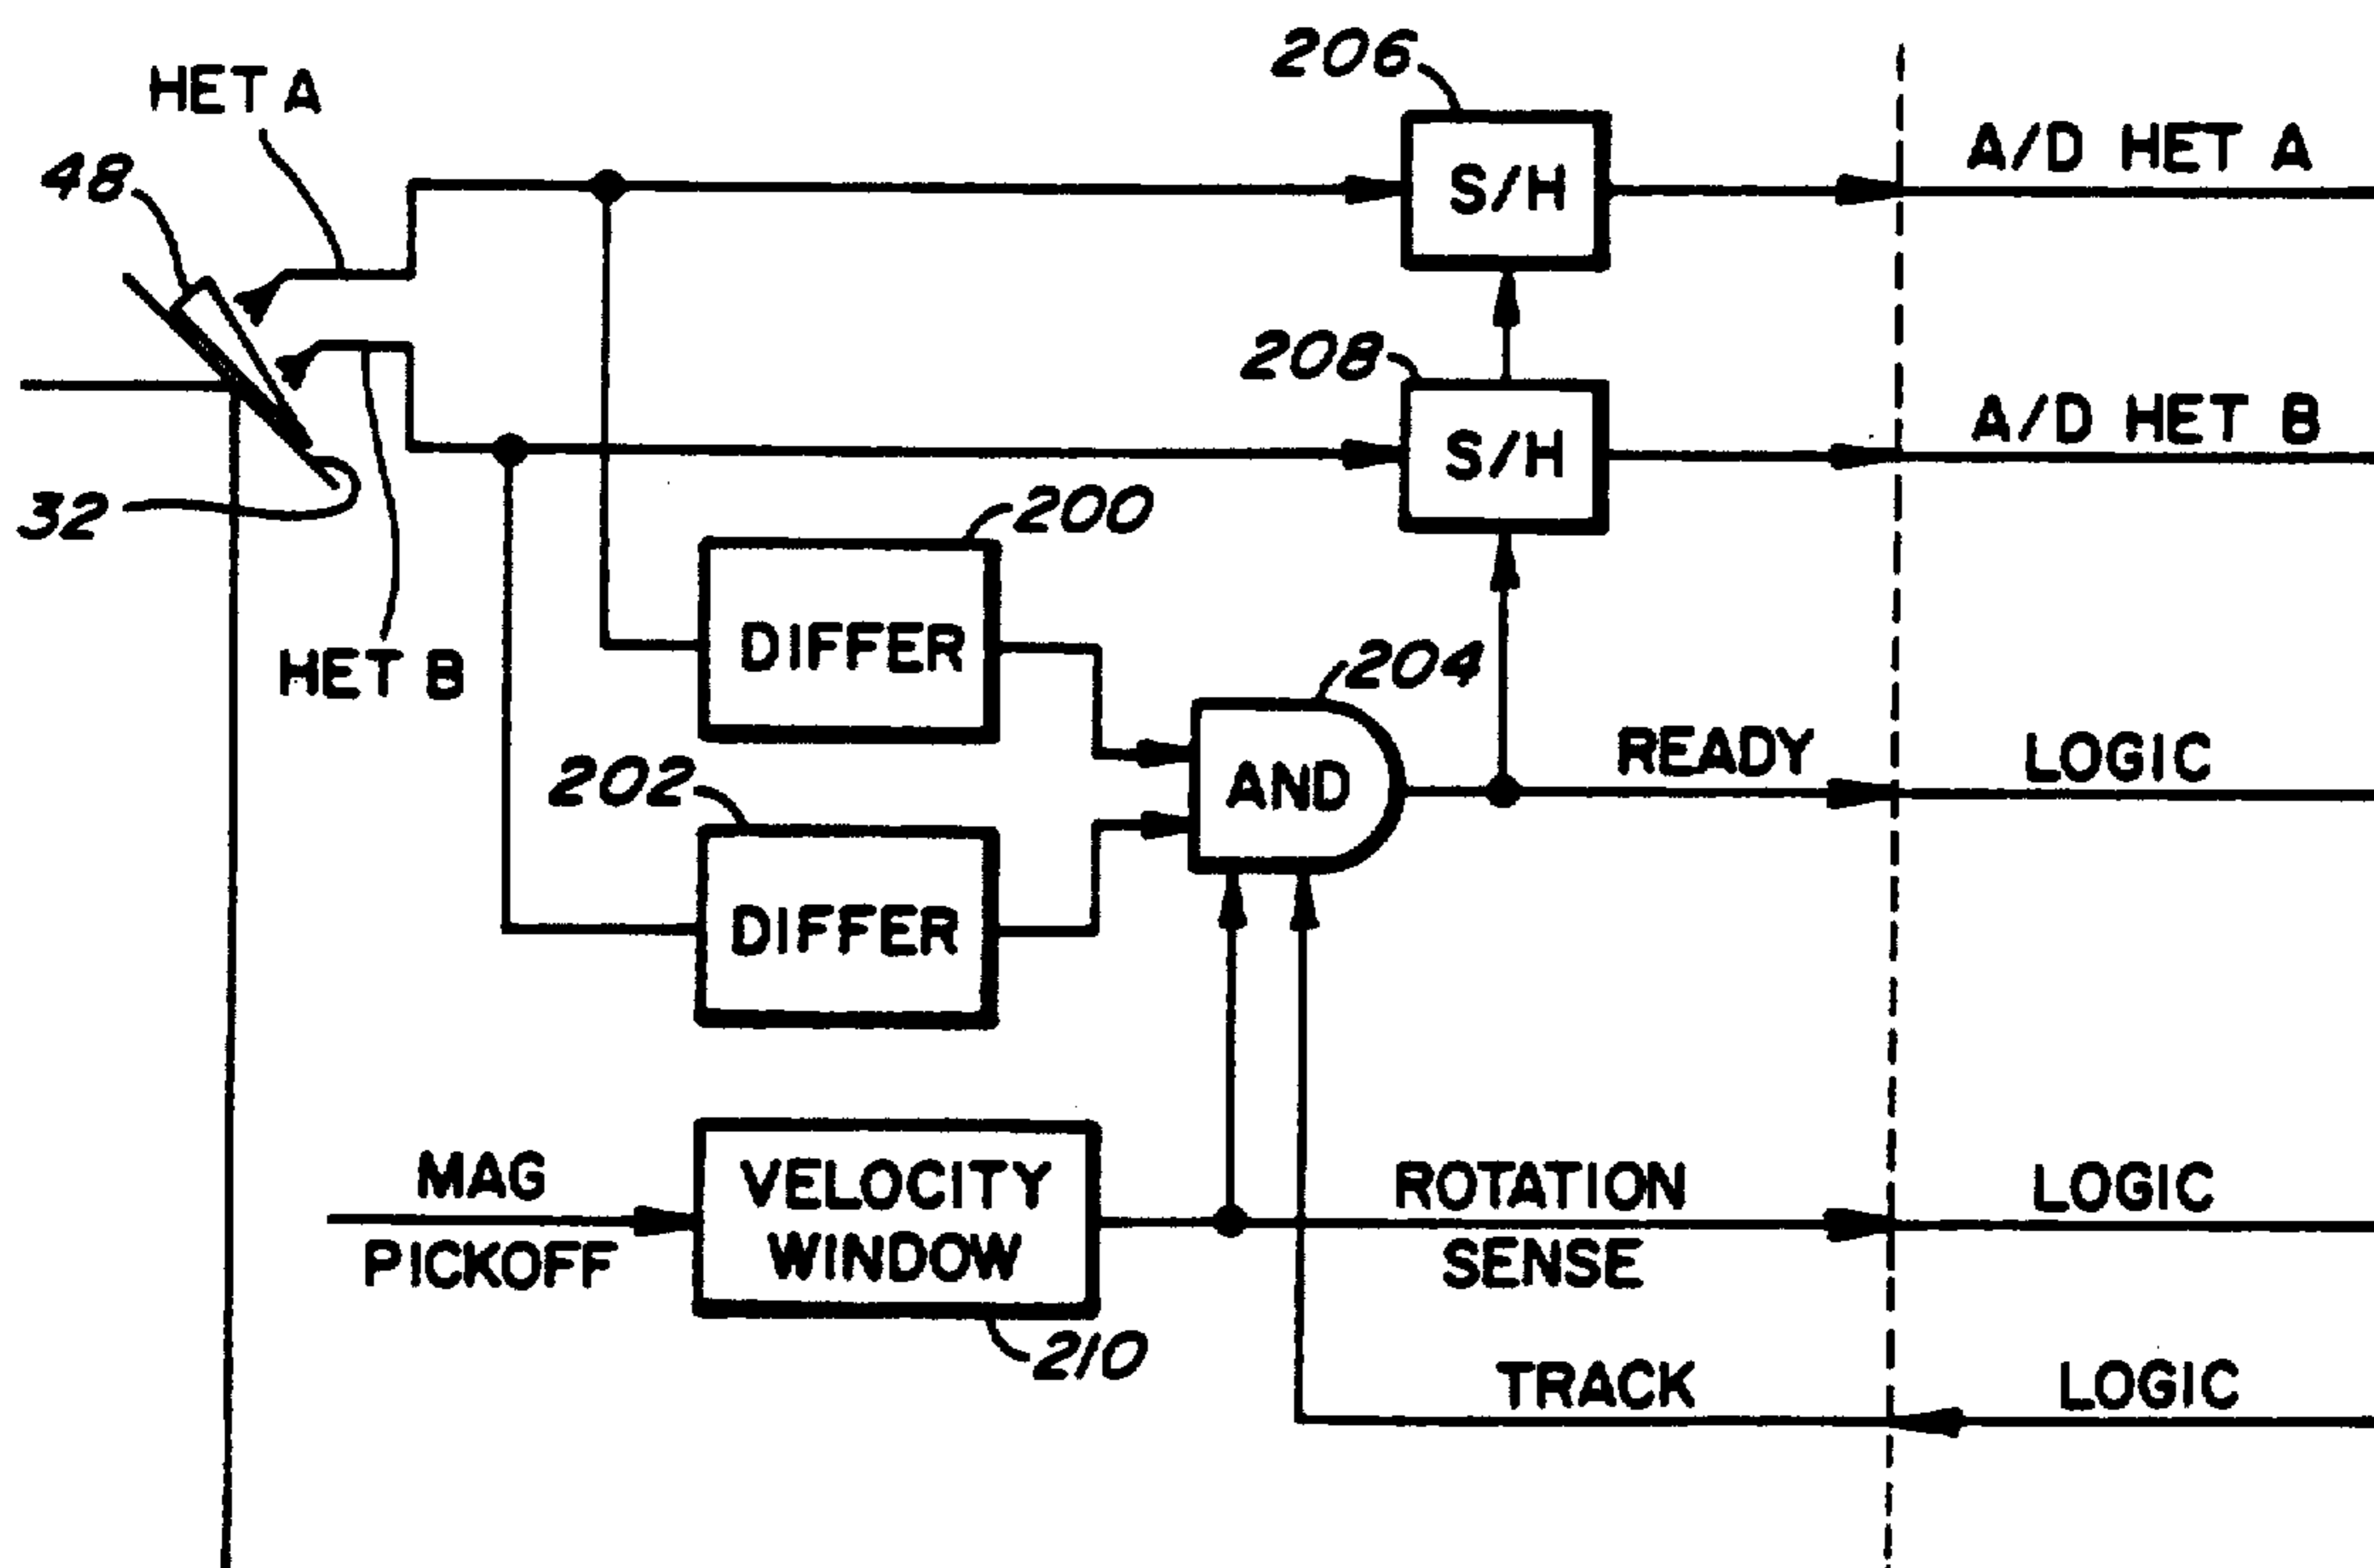 206
HET A
A/D HET A
48
S/H
208
A/D HET B
S/H
32
200
HET B
DIFFER
204
READY
LOGIC
202
AND
DIFFER
MAG
PICKOFF
VELOCITY
WINDOW
ROTATION
SENSE
LOGIC
210
TRACK
LOGIC